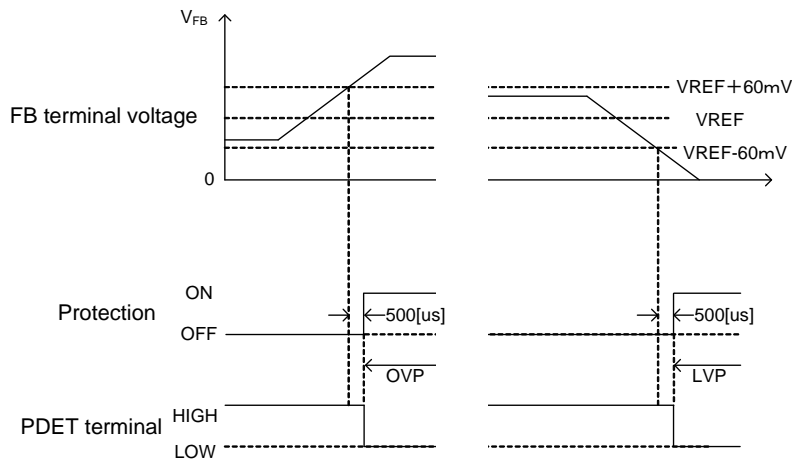 VFB
VREF+60mV
FB terminal voltage
VREF
VREF-60mV
0
ON
Protection
500[us]
500[us]
OFF
OVP
LVP
HIGH
PDET terminal
LOW